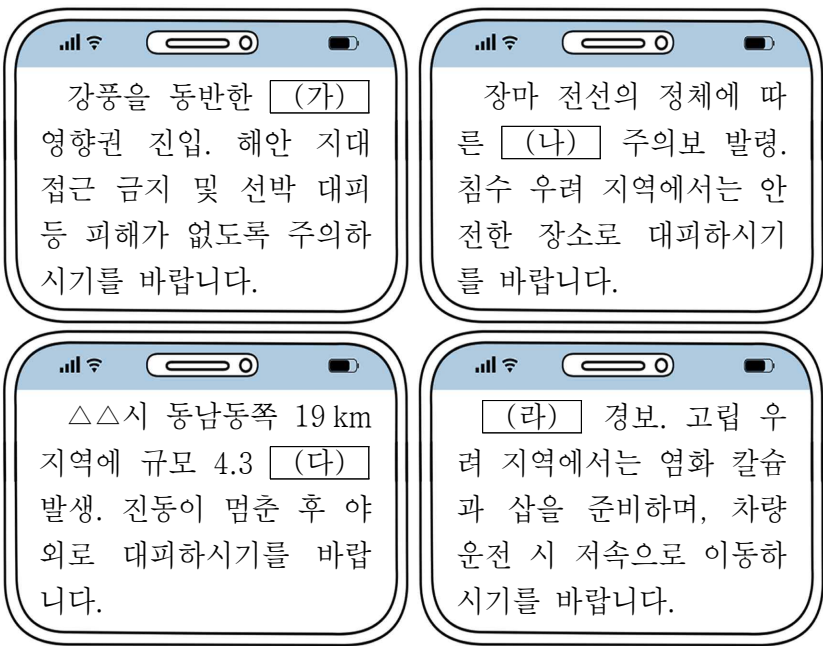 강풍을 동반한 (가)
영향권 진입. 해안 지대
접근 금지 및 선박 대피
등 피해가 없도록 주의하
시기를 바랍니다.
장마 전선의 정체에 따
른 (나) 주의보 발령.
침수 우려 지역에서는 안
전한 장소로 대피하시기
를 바랍니다.
△△시 동남동쪽 19 km
지역에 규모 4.3 (다)
발생. 진동이 멈춘 후 야
외로 대피하시기를 바랍
니다.
(라) 경보. 고립 우
려 지역에서는 염화 칼슘
과 삽을 준비하며, 차량
운전 시 저속으로 이동하
시기를 바랍니다.